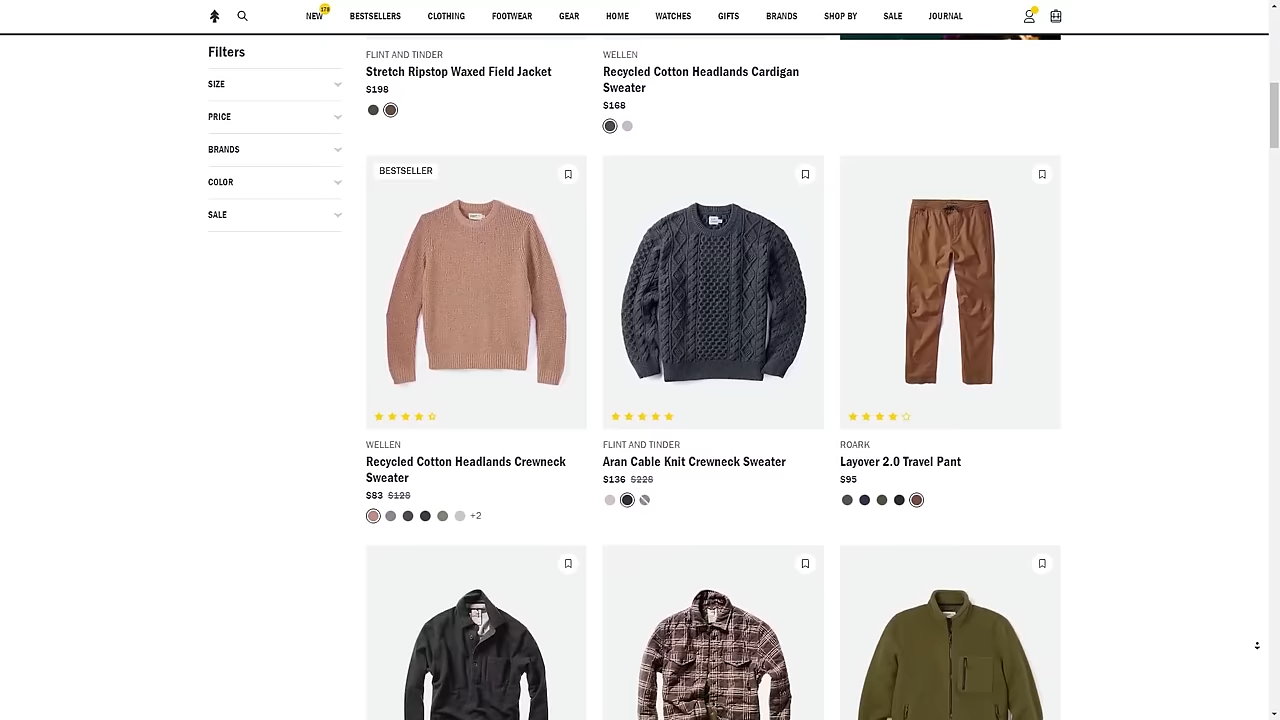 NEW
178
BESTSELLERS
CLOTHING
FOOTWEAR
GEAR
HOME
WATCHES
GIFTS
BRANDS
SHOP BY
SALE
JOURNAL
Filters
SIZE
PRICE
BRANDS
COLOR
SALE
FLINT AND TINDER
Stretch Ripstop Waxed Field Jacket
$198
WELLEN
Recycled Cotton Headlands Cardigan
Sweater
$168
BESTSELLER
WELLEN
Recycled Cotton Headlands Crewneck
Sweater
$83 $128
+2
FLINT AND TINDER
Aran Cable Knit Crewneck Sweater
$136 $228
ROARK
Layover 2.0 Travel Pant
$95